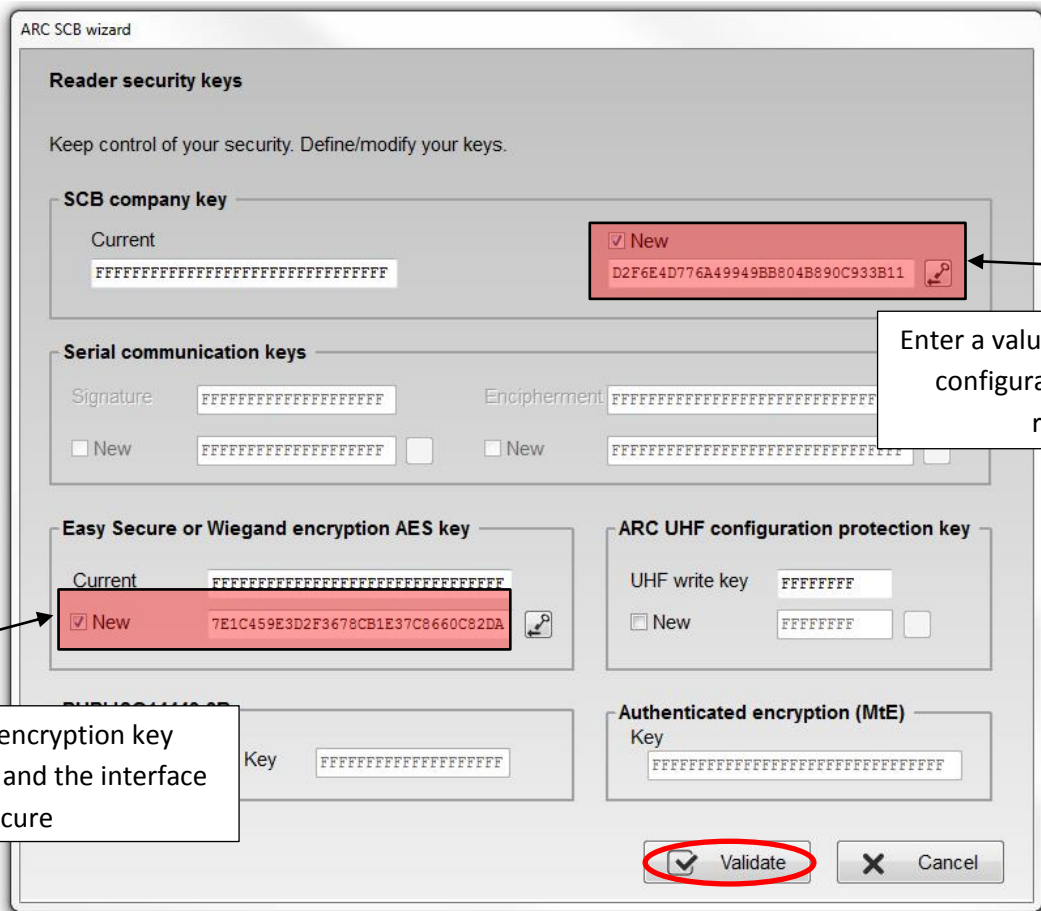 ARC SCB wizard
Reader security keys
Keep control of your security. Define/modify your keys.
SCB company key
Current
New
FFFFFFFFFFFFFFFFFFFFFFFFFFFFFFFF
D2F6E4D776A49949BB804B890C933B11
Enter a valu
configura
r
Serial communication keys
Signature FFFFFFFFFFFFFFFFFFFF Encipherment FFFFFFFFFFFFFFFFFFFFFFFFFFFFF
New FFFFFFFFFFFFFFFFFFFF New FFFFFFFFFFFFFFFFFFFFFFFFFFFFFFFF
Easy Secure or Wiegand encryption AES key
Current FFFFFFFFFFFFFFFFFFFFFFFFFFFFFFFF
New 7E1C459E3D2F3678CB1E37C8660C82DA
ARC UHF configuration protection key
UHF write key FFFFFFFF
New FFFFFFFF
encryption key
and the interface
cure
Key FFFFFFFFFFFFFFFFFFFF
Authenticated encryption (MtE)
Key
FFFFFFFFFFFFFFFFFFFFFFFFFFFFFFFF
Validate
Cancel